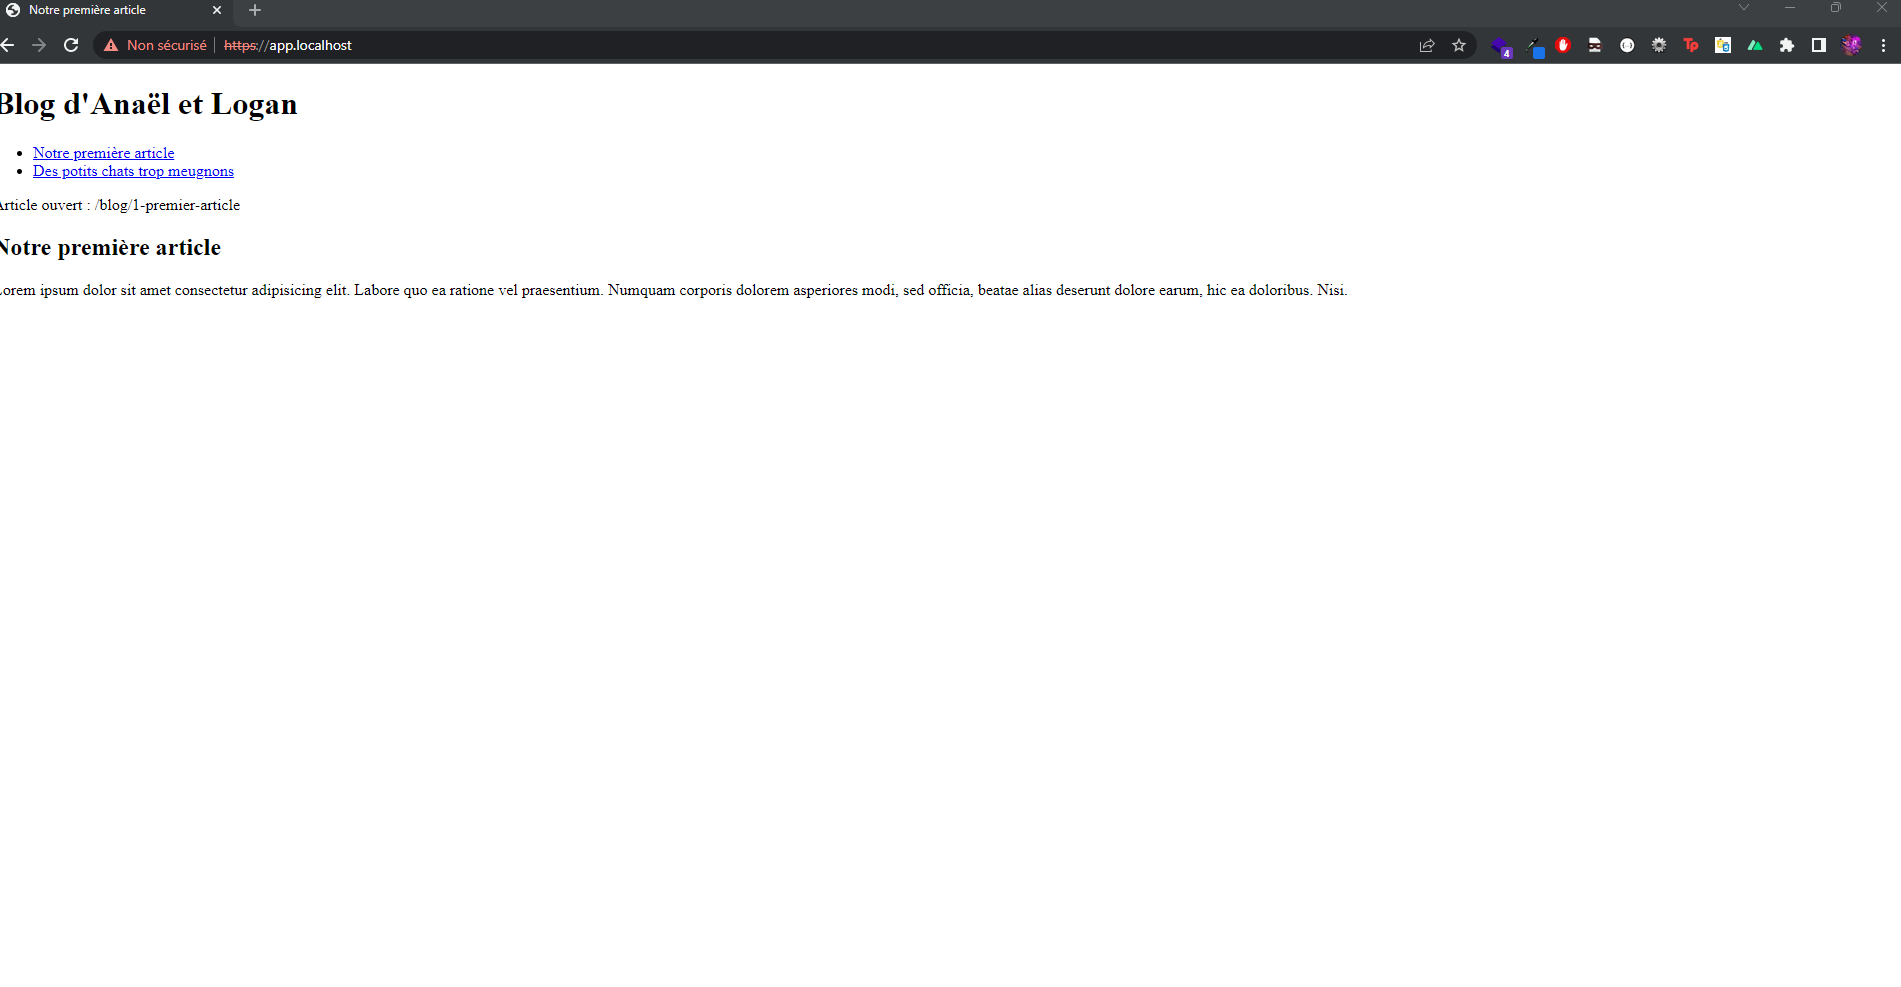 Notre première article
Non sécurisé https://app.localhost
4
Tp
Blog d'Anaël et Logan
Notre première article
Des potits chats trop meugnons
Article ouvert : /blog/1-premier-article
Notre première article
Lorem ipsum dolor sit amet consectetur adipisicing elit. Labore quo ea ratione vel praesentium. Numquam corporis dolorem asperiores modi, sed officia, beatae alias deserunt dolore earum, hic ea doloribus. Nisi.